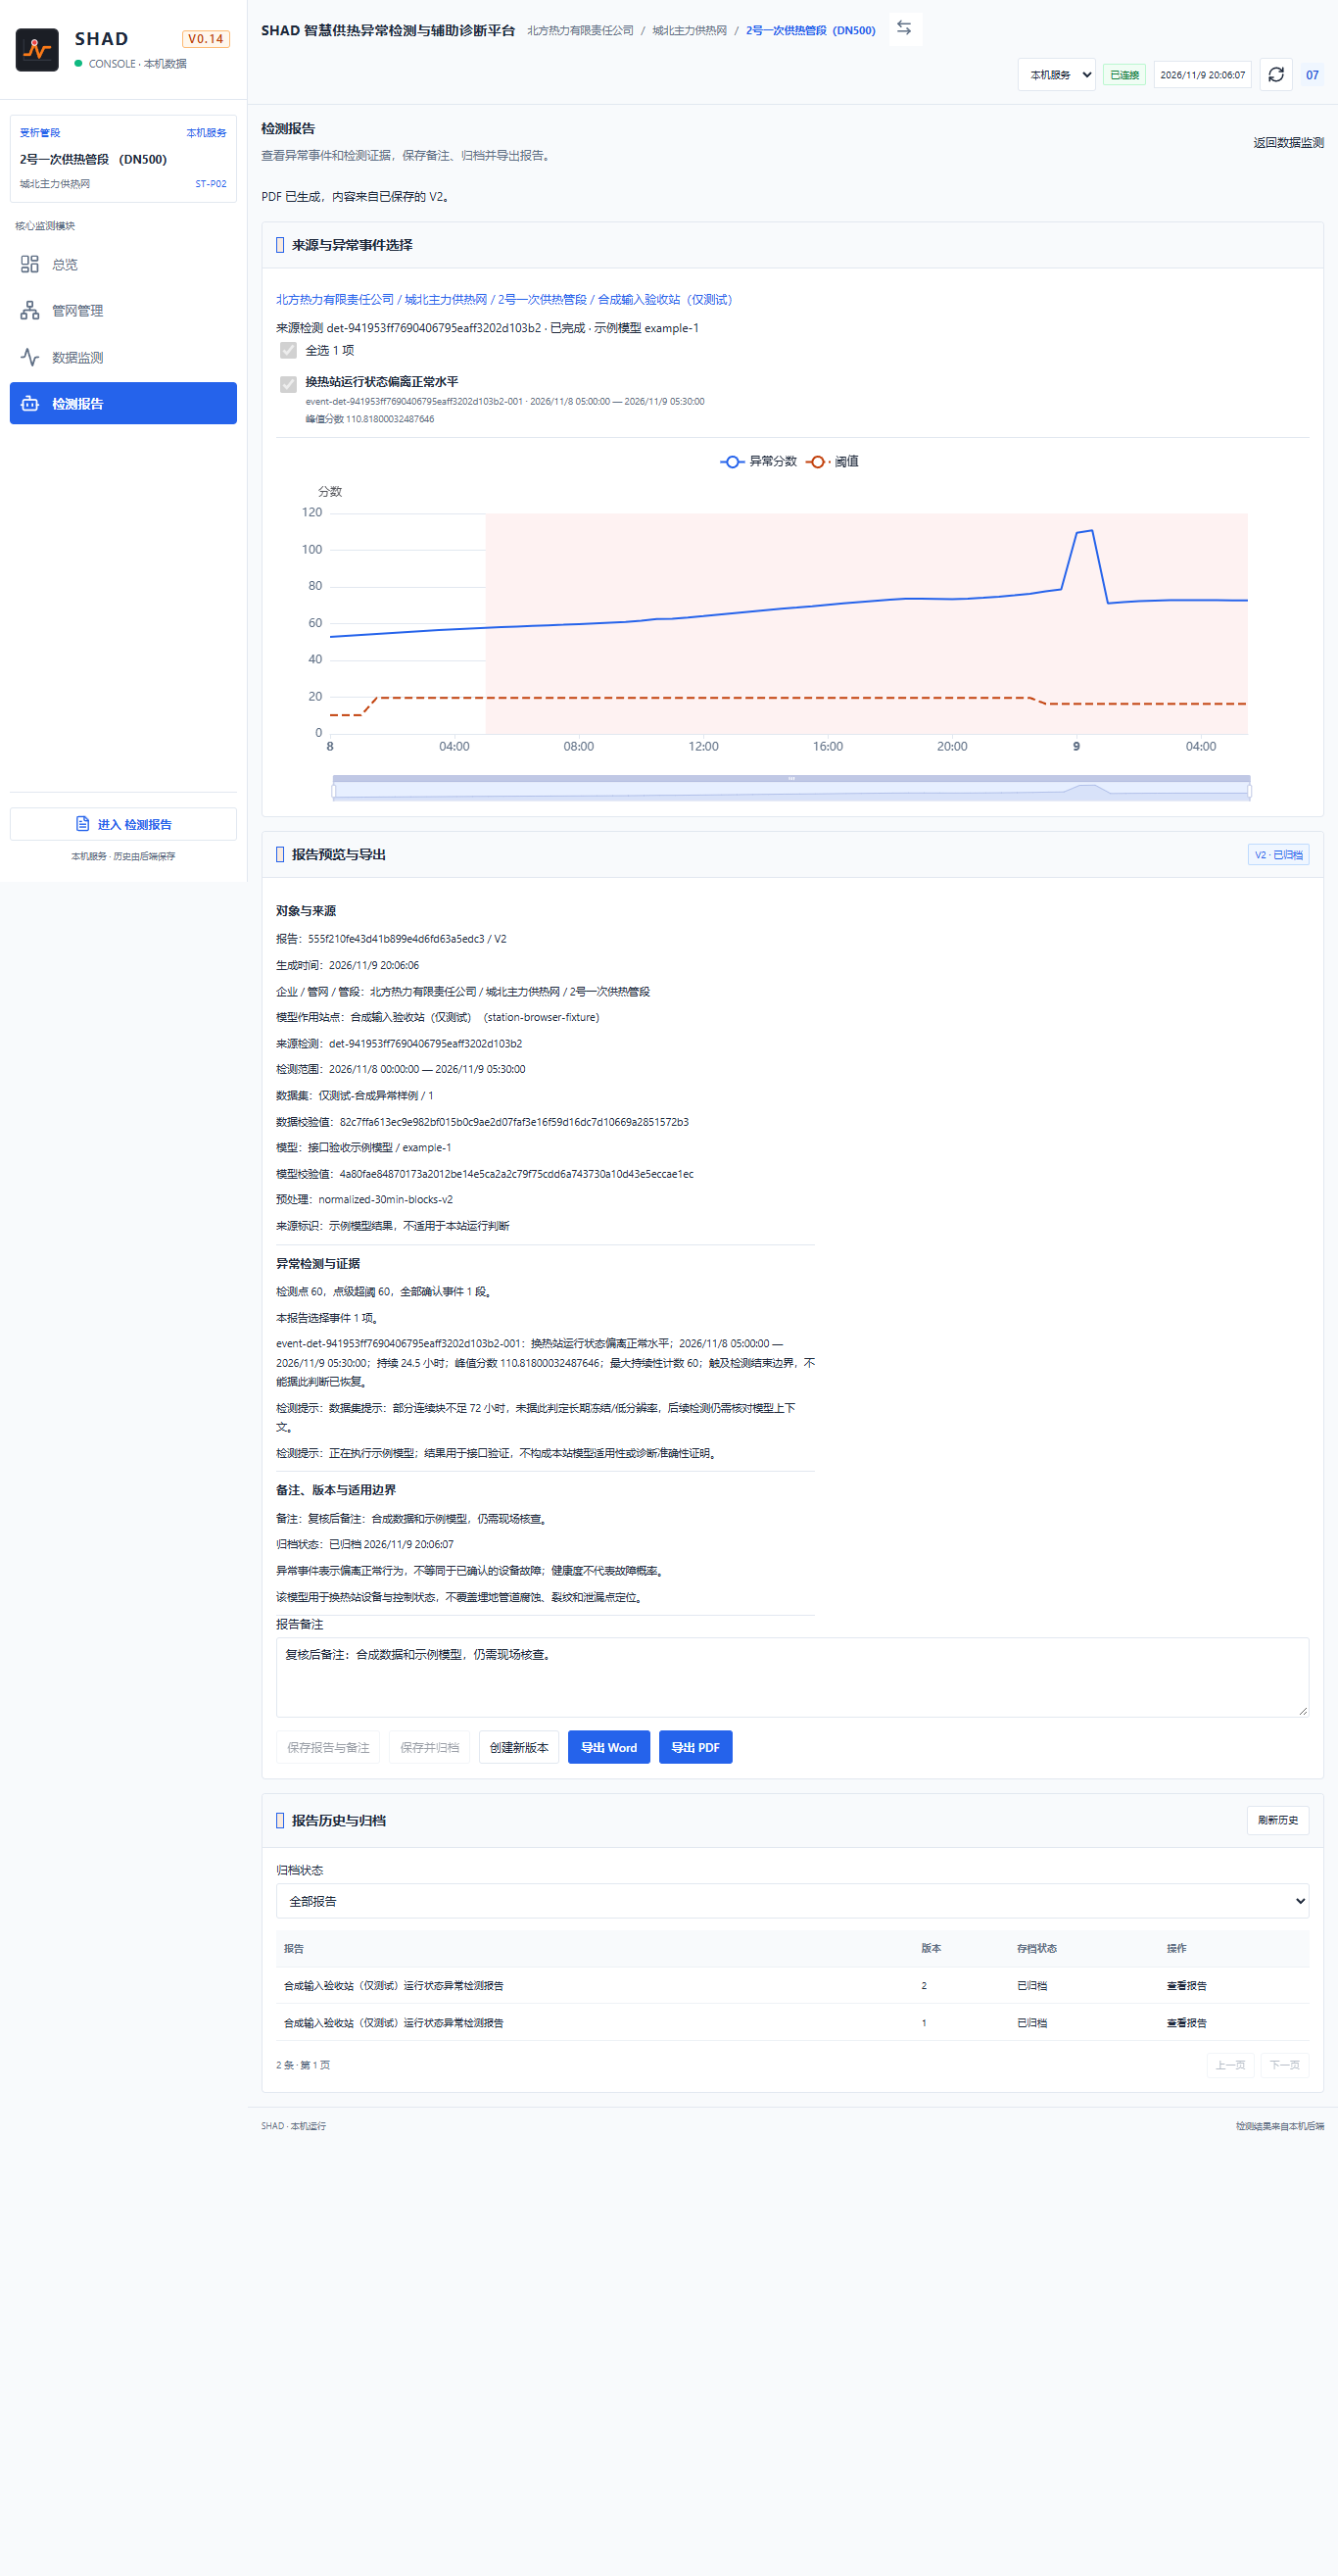 SHAD
V0.14
CONSOLE · 本机数据
受析管段
本机服务
2号一次供热管段 （DN500）
城北主力供热网
ST-P02
核心监测模块
总览
管网管理
数据监测
检测报告
进入 检测报告
本机服务 · 历史由后端保存
SHAD 智慧供热异常检测与辅助诊断平台
北方热力有限责任公司 / 城北主力供热网 / 2号一次供热管段（DN500）
本机服务
已连接
2026/11/9 20:06:07
07
检测报告
查看异常事件和检测证据，保存备注、归档并导出报告。
返回数据监测
PDF 已生成，内容来自已保存的 V2。
来源与异常事件选择
北方热力有限责任公司 / 城北主力供热网 / 2号一次供热管段 / 合成输入验收站（仅测试）
来源检测 det-941953ff7690406795eaff3202d103b2 · 已完成 · 示例模型 example-1
全选 1 项
换热站运行状态偏离正常水平
event-det-941953ff7690406795eaff3202d103b2-001 · 2026/11/8 05:00:00 — 2026/11/9 05:30:00
峰值分数 110.81800032487646
异常分数
阈值
分数
120
100
80
60
40
20
0
8
04:00
08:00
12:00
16:00
20:00
9
04:00
报告预览与导出
V2 · 已归档
对象与来源
报告：555f210fe43d41b899e4d6fd63a5edc3 / V2
生成时间：2026/11/9 20:06:06
企业 / 管网 / 管段：北方热力有限责任公司 / 城北主力供热网 / 2号一次供热管段
模型作用站点：合成输入验收站（仅测试）（station-browser-fixture）
来源检测：det-941953ff7690406795eaff3202d103b2
检测范围：2026/11/8 00:00:00 — 2026/11/9 05:30:00
数据集：仅测试-合成异常样例 / 1
数据校验值：82c7ffa613ec9e982bf015b0c9ae2d07faf3e16f59d16dc7d10669a2851572b3
模型：接口验收示例模型 / example-1
模型校验值：4a80fae84870173a2012be14e5ca2a2c79f75cdd6a743730a10d43e5eccae1ec
预处理：normalized-30min-blocks-v2
来源标识：示例模型结果，不适用于本站运行判断
异常检测与证据
检测点 60，点级超阈 60，全部确认事件 1 段。
本报告选择事件 1 项。
event-det-941953ff7690406795eaff3202d103b2-001：换热站运行状态偏离正常水平；2026/11/8 05:00:00 —
2026/11/9 05:30:00；持续 24.5 小时；峰值分数 110.81800032487646；最大持续性计数 60；触及检测结束边界，不
能据此判断已恢复。
检测提示：数据集提示：部分连续块不足 72 小时，未据此判定长期冻结/低分辨率，后续检测仍需核对模型上下
文。
检测提示：正在执行示例模型；结果用于接口验证，不构成本站模型适用性或诊断准确性证明。
备注、版本与适用边界
备注：复核后备注：合成数据和示例模型，仍需现场核查。
归档状态：已归档 2026/11/9 20:06:07
异常事件表示偏离正常行为，不等同于已确认的设备故障；健康度不代表故障概率。
该模型用于换热站设备与控制状态，不覆盖埋地管道腐蚀、裂纹和泄漏点定位。
报告备注
复核后备注：合成数据和示例模型，仍需现场核查。
保存报告与备注
保存并归档
创建新版本
导出 Word
导出 PDF
报告历史与归档
刷新历史
归档状态
全部报告
报告 版本 存档状态 操作
合成输入验收站（仅测试）运行状态异常检测报告 2 已归档 查看报告
合成输入验收站（仅测试）运行状态异常检测报告 1 已归档 查看报告
2 条 · 第 1 页
上一页
下一页
SHAD · 本机运行
检测结果来自本机后端